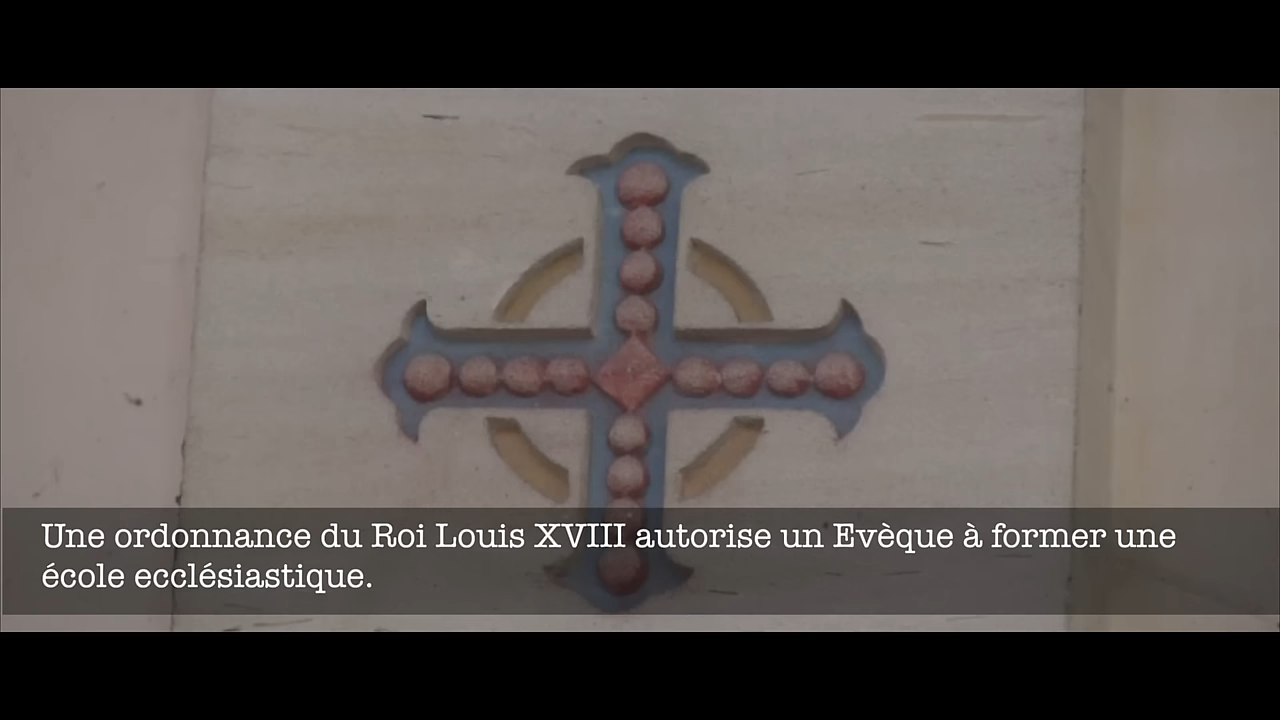 Une ordonnance du Roi Louis XVIII autorise un Evèque à former une
école ecclésiastique.